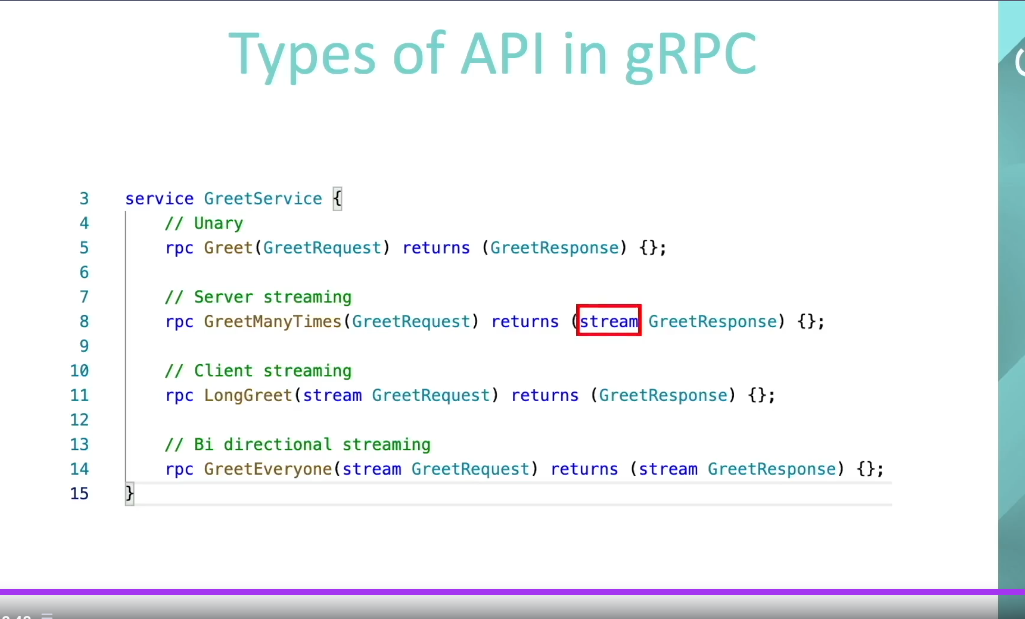 Types of API in gRPC
3 service GreetService {
4 // Unary
5 rpc Greet(GreetRequest) returns (GreetResponse) {};
6
7 // Server streaming
8 rpc GreetManyTimes(GreetRequest) returns (stream GreetResponse) {};
9
10 // Client streaming
11 rpc LongGreet(stream GreetRequest) returns (GreetResponse) {};
12
13 // Bi directional streaming
14 rpc GreetEveryone(stream GreetRequest) returns (stream GreetResponse) {};
15 }